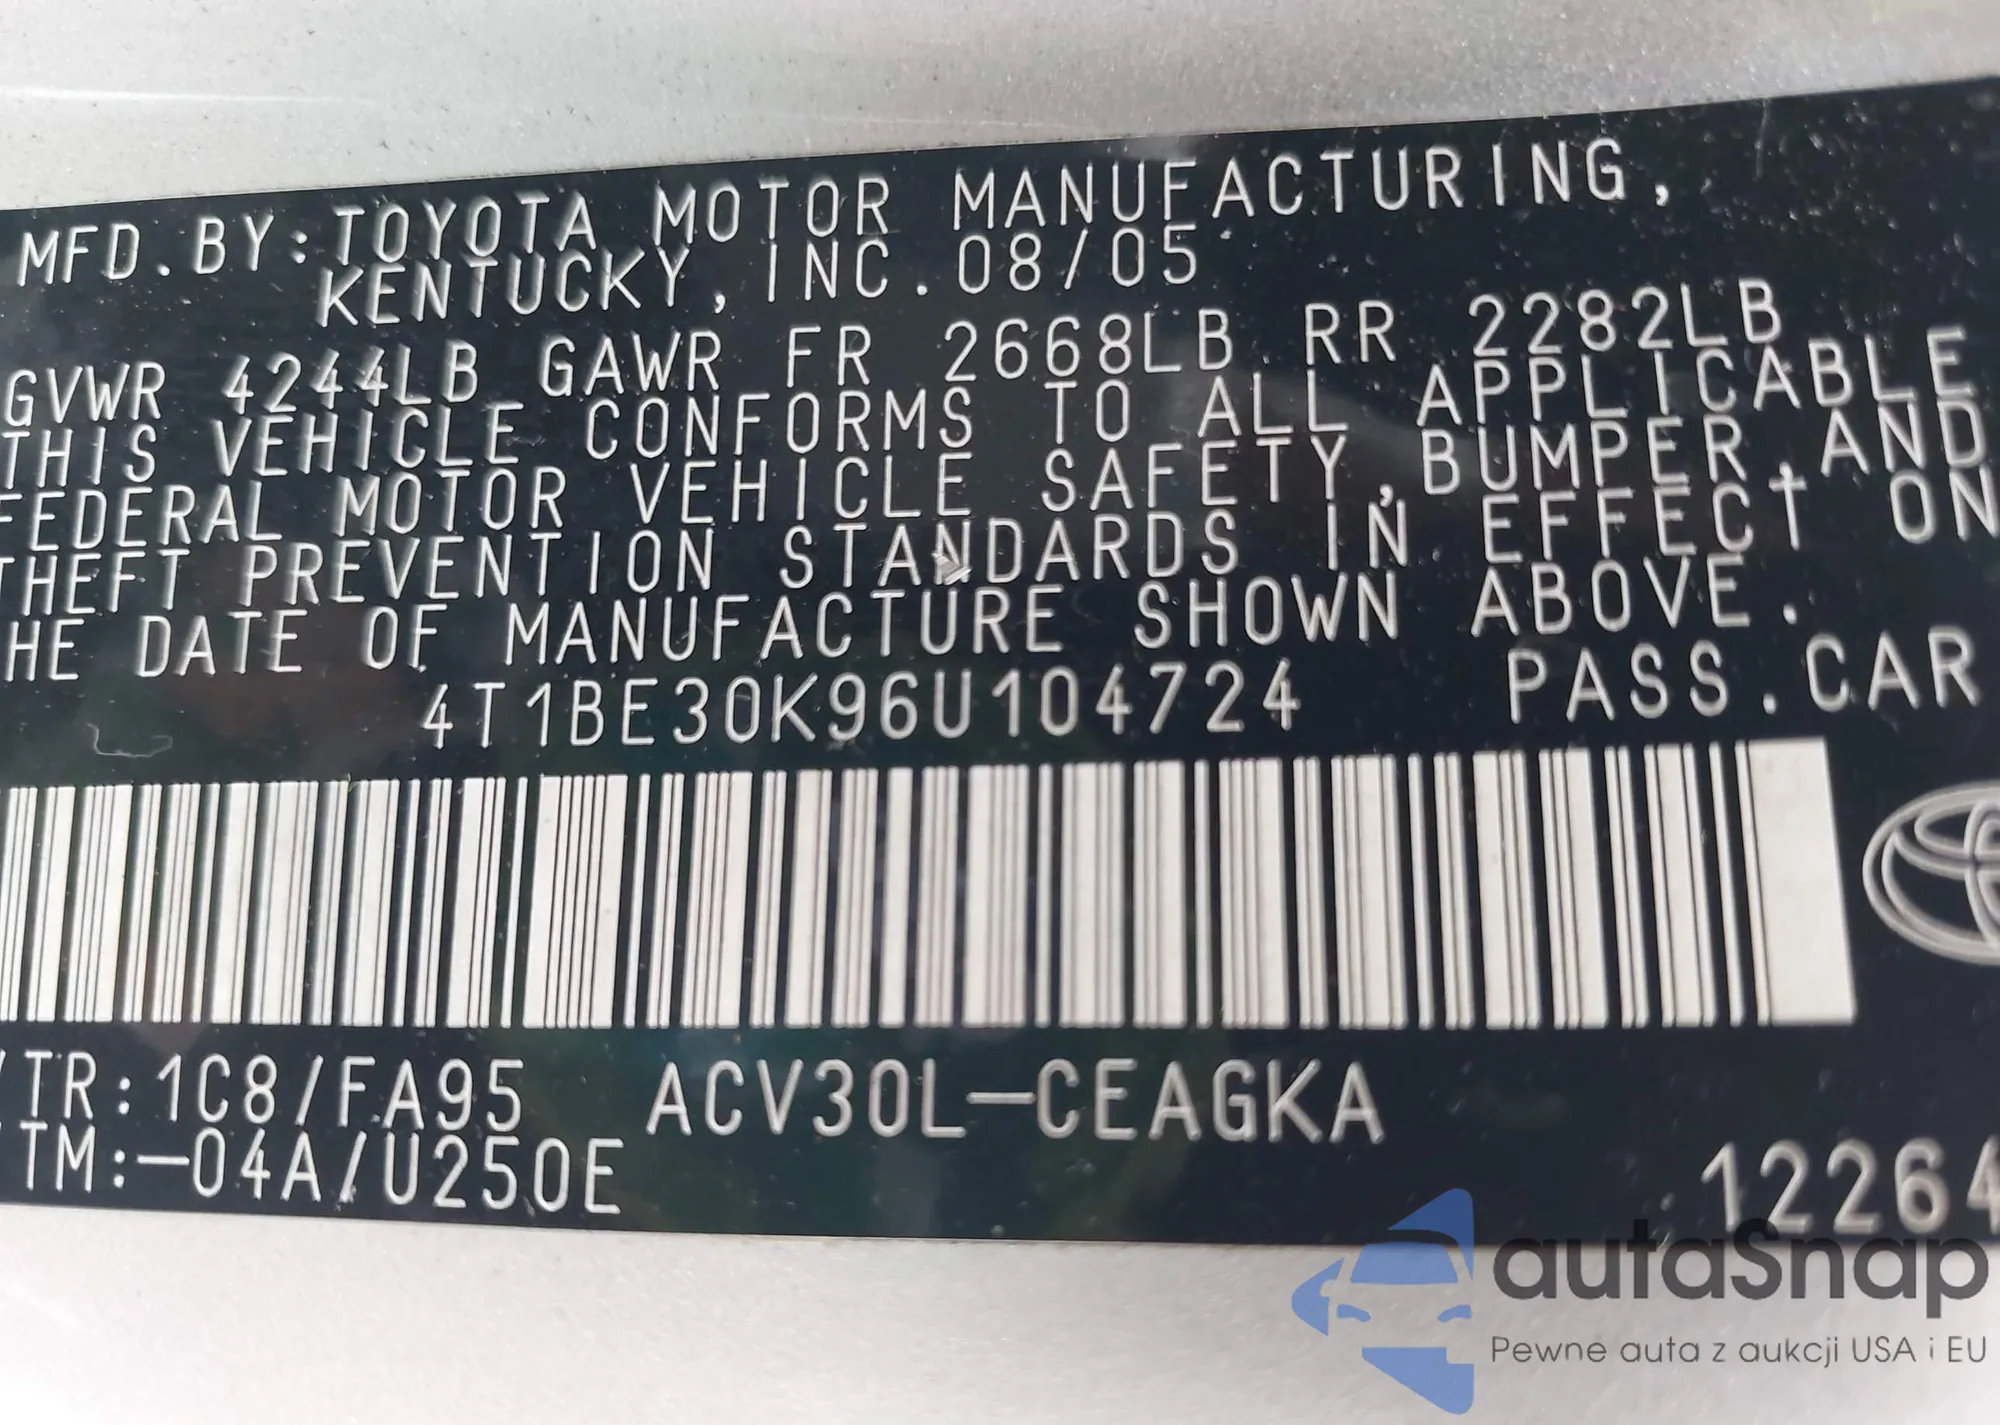 MFD.BY:TOYOTA MOTOR MANUFACTURING,
KENTUCKY, INC.08/05
GVWR 4244LB GAWR FR 2668LB RR 2282LB
THIS VEHICLE CONFORMS TO ALL APPLICABLE
FEDERAL MOTOR VEHICLE SAFETY,BUMPER,AND
THEFT PREVENTION STANDARDS IN EFFECT ON
HE DATE OF MANUFACTURE SHOWN ABOVE.
4T1BE30K96U104724 PASS.CAR
/TR:1C8/FA95 ACV30L-CEAGKA
TM:-04A/U250E
12264
autaSnap
Pewne auta z aukcji USA i EU